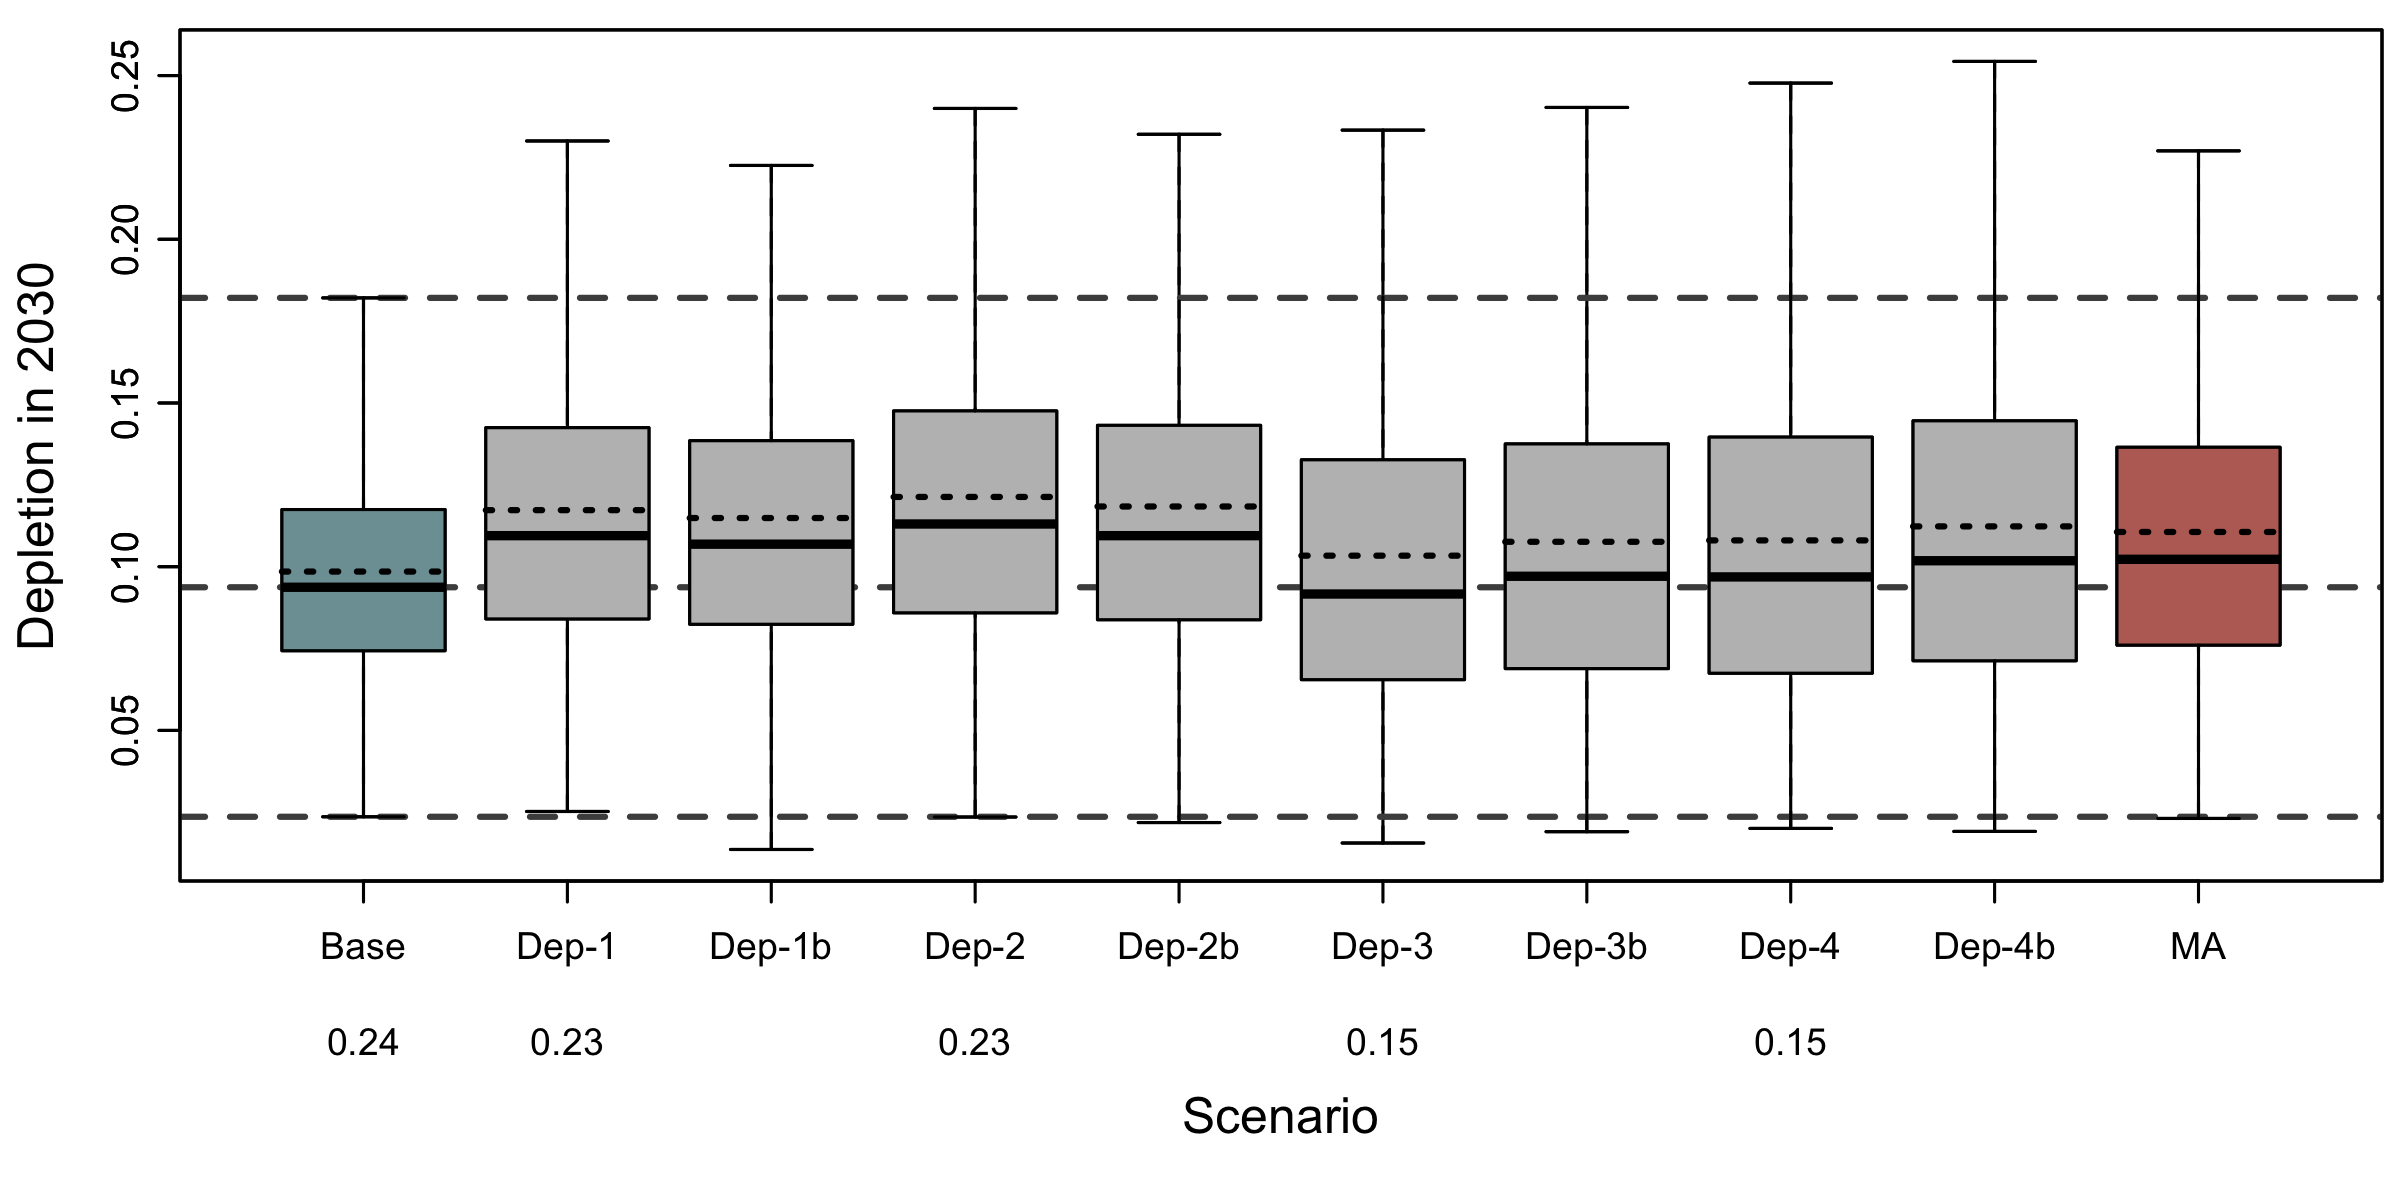 Depletion in 2030
0.25
0.20
0.15
0.10
0.05
Base Dep-1 Dep-1b Dep-2 Dep-2b Dep-3 Dep-3b Dep-4 Dep-4b MA
0.24 0.23 0.23 0.15 0.15
Scenario